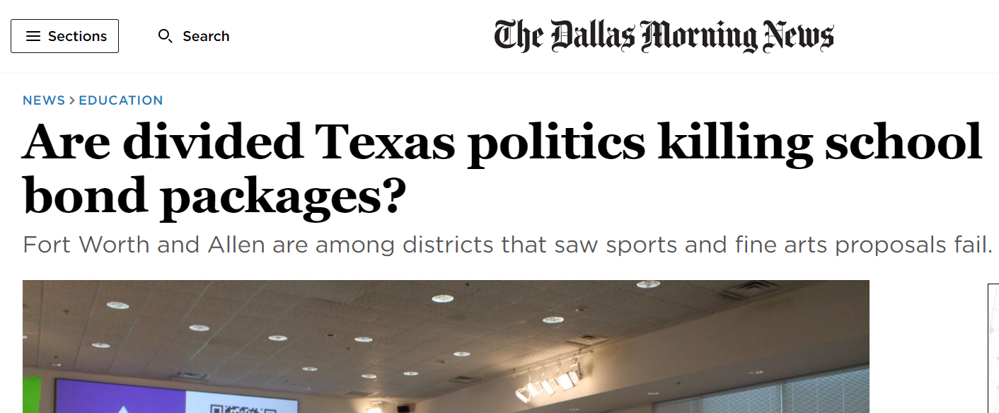 Sections
Search
The Dallas Morning News
NEWS > EDUCATION
Are divided Texas politics killing school
bond packages?
Fort Worth and Allen are among districts that saw sports and fine arts proposals fail.